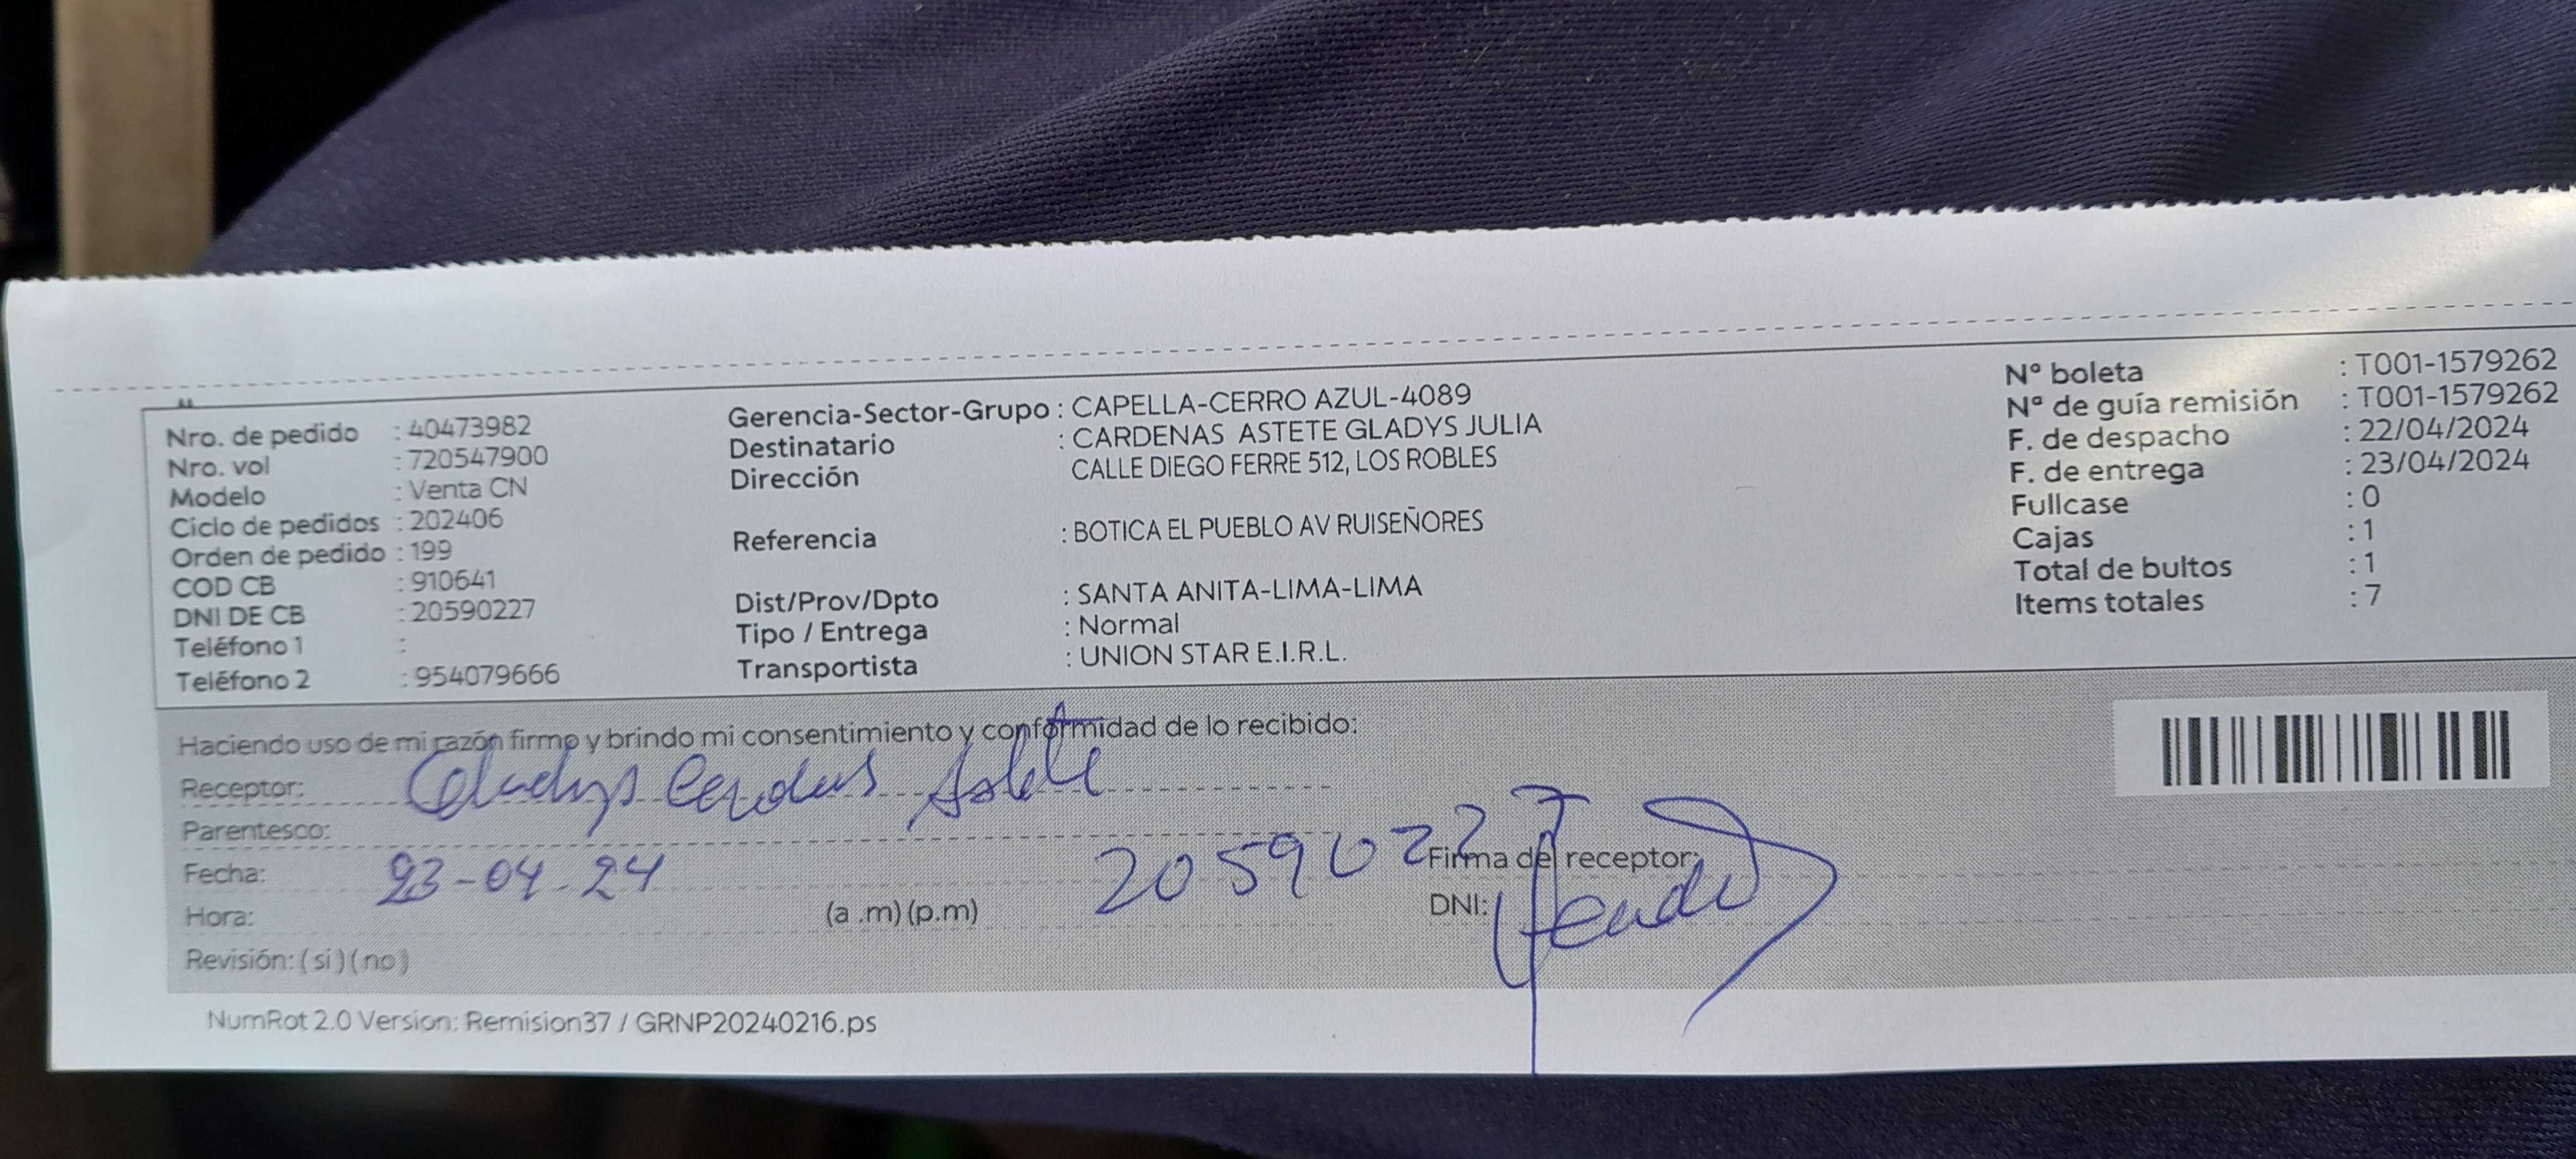 Nro. de pedido : 40473982
Nro. vol : 720547900
Modelo : Venta CN
Ciclo de pedidos : 202406
Orden de pedido : 199
COD CB : 910641
DNI DE CB : 20590227
Teléfono 1 :
Teléfono 2 : 954079666
Gerencia-Sector-Grupo : CAPELLA-CERRO AZUL-4089
Destinatario : CARDENAS ASTETE GLADYS JULIA
Dirección CALLE DIEGO FERRE 512, LOS ROBLES
Referencia : BOTICA EL PUEBLO AV RUISEÑORES
Dist/Prov/Dpto : SANTA ANITA-LIMA-LIMA
Tipo / Entrega : Normal
Transportista : UNION STAR E.I.R.L.
Nº boleta : T001-1579262
Nª de guía remisión : T001-1579262
F. de despacho : 22/04/2024
F. de entrega : 23/04/2024
Fullcase : 0
Cajas : 1
Total de bultos : 1
Items totales : 7
Haciendo uso de mi razón firmo y brindo mi consentimiento y conformidad de lo recibido:
Receptor: Gladys Astete
Parentesco:
Fecha: 23-04-24
20590227
Hora: (a .m) (p.m)
Firma del receptor:
DNI:
Revisión: ( si ) ( no )
NumRot 2.0 Version: Remision37 / GRNP20240216.ps